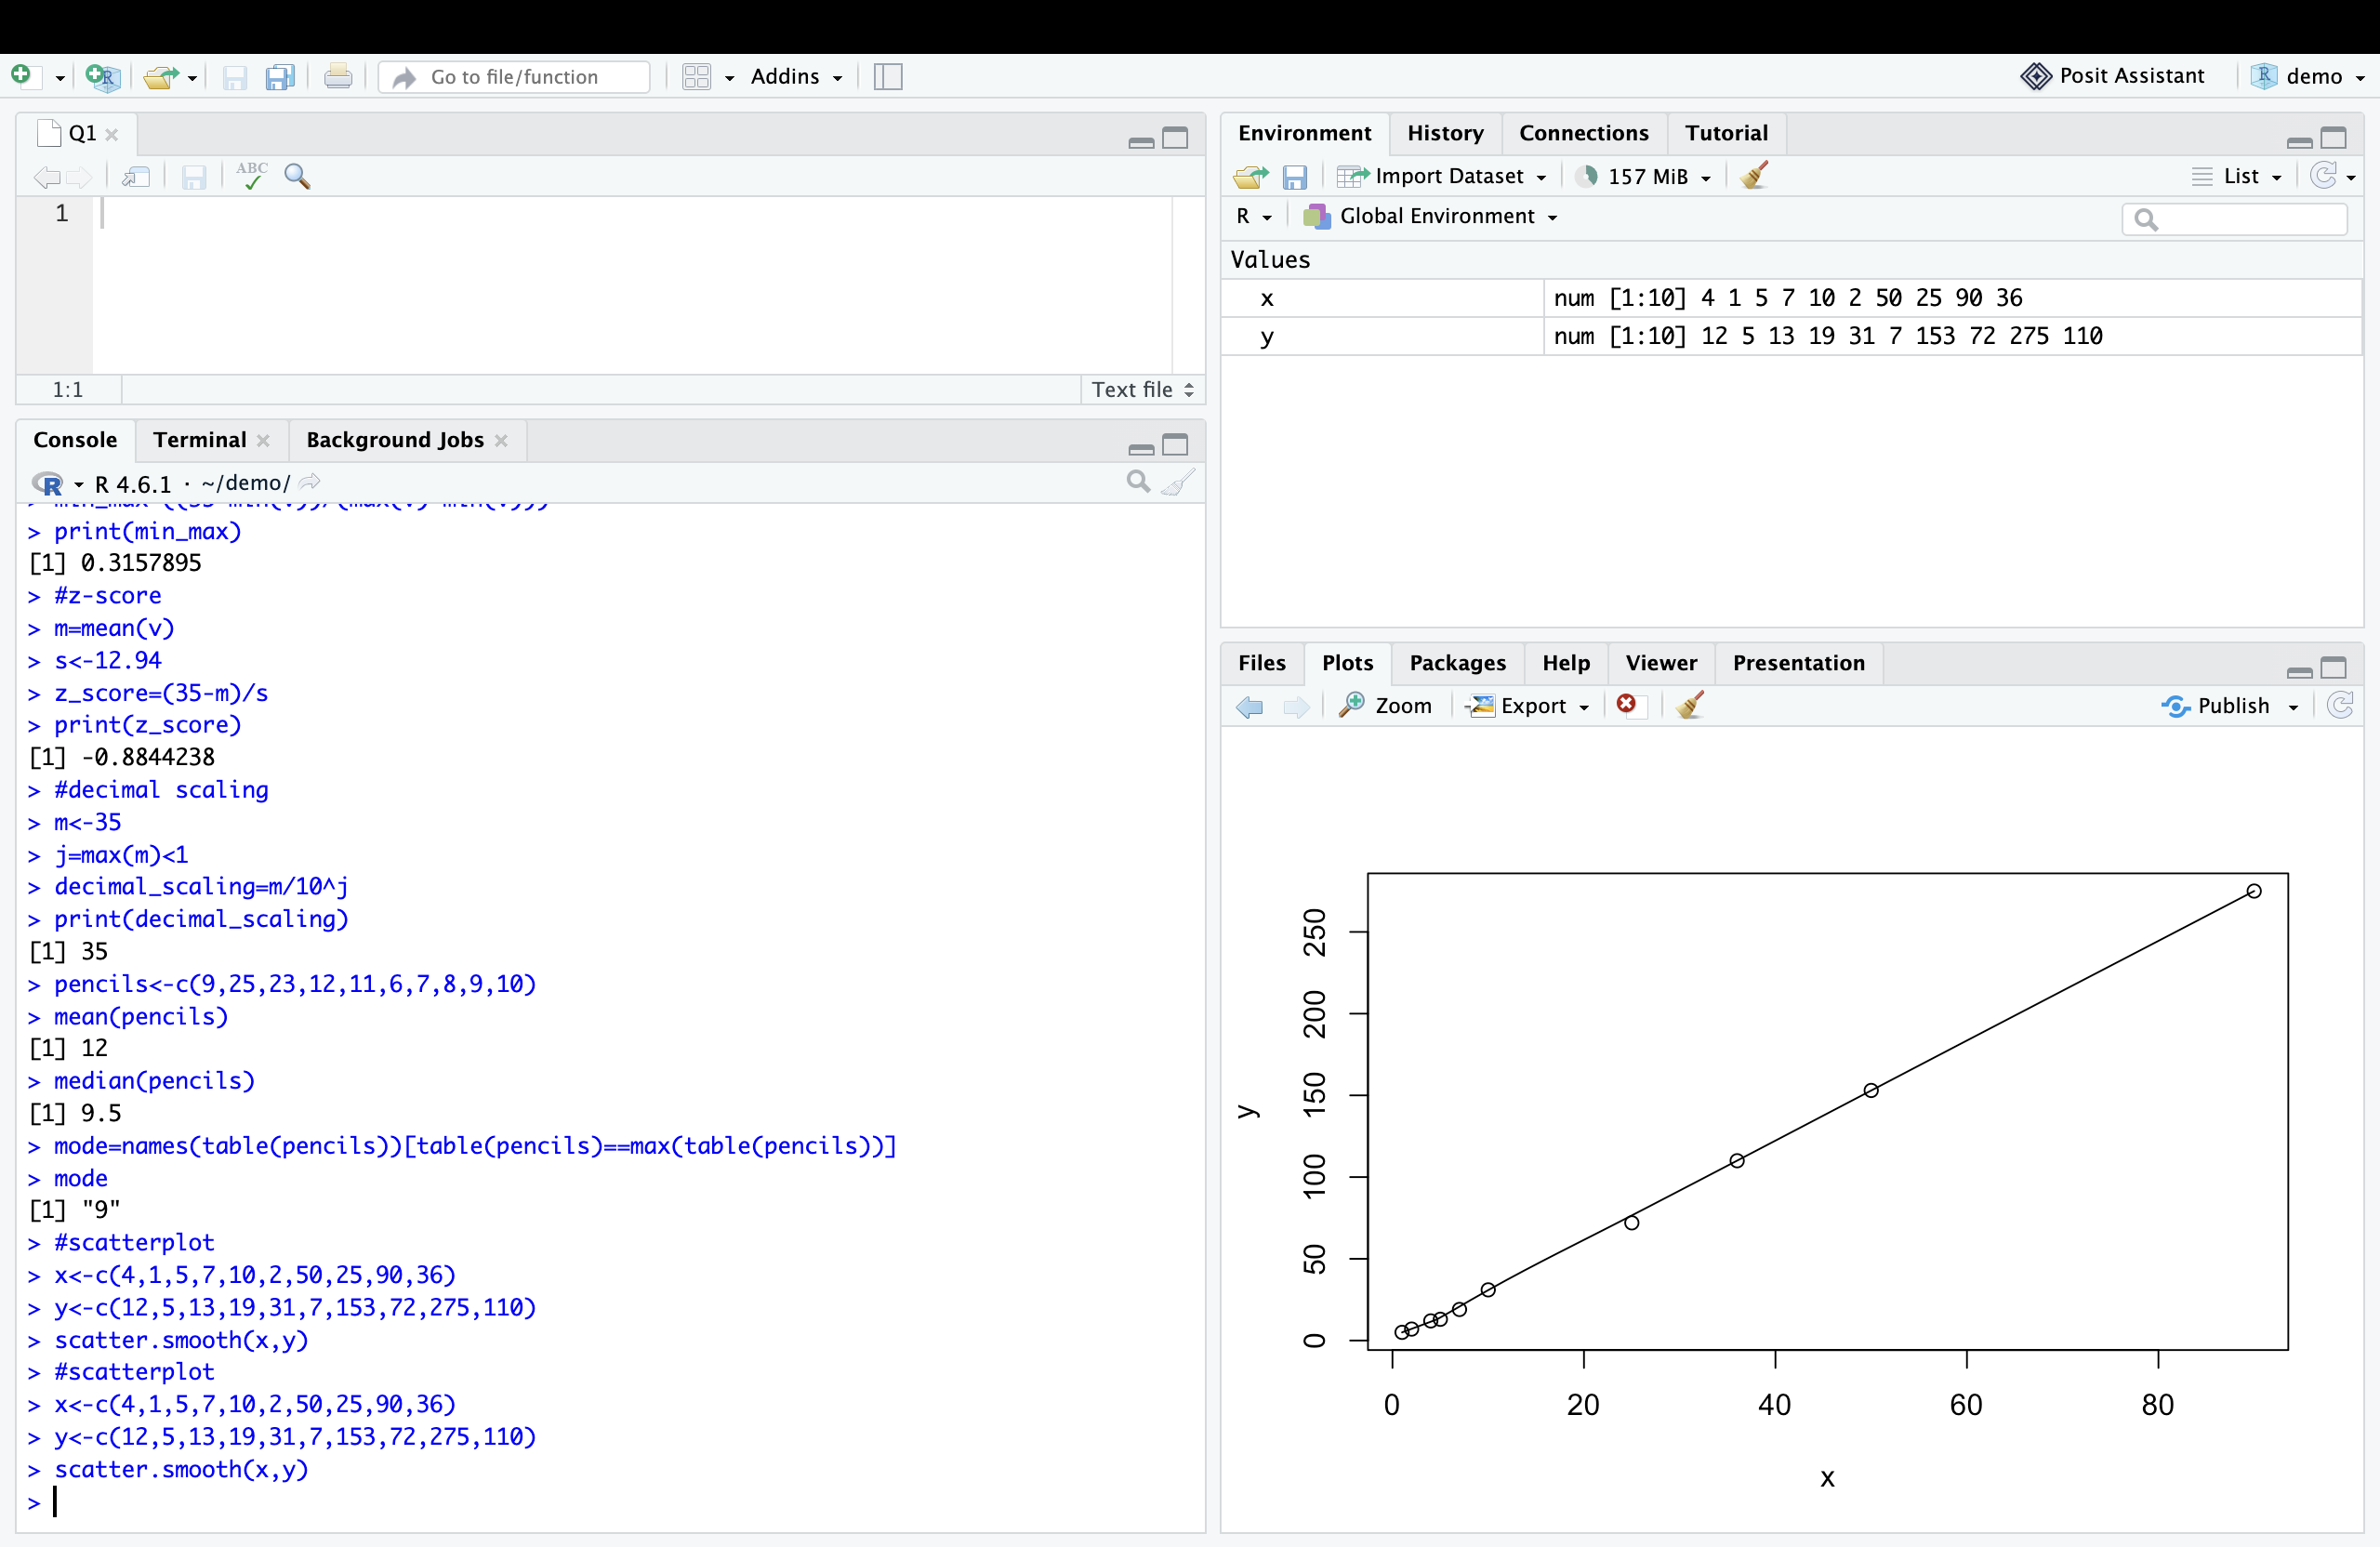 Go to file/function
Addins
Posit Assistant
demo
Q1
ABC
1
1:1
Text file
Console
Terminal
Background Jobs
R 4.6.1 · ~/demo/
> print(min_max)
[1] 0.3157895
> #z-score
> m=mean(v)
> s<-12.94
> z_score=(35-m)/s
> print(z_score)
[1] -0.8844238
> #decimal scaling
> m<-35
> j=max(m)<1
> decimal_scaling=m/10^j
> print(decimal_scaling)
[1] 35
> pencils<-c(9,25,23,12,11,6,7,8,9,10)
> mean(pencils)
[1] 12
> median(pencils)
[1] 9.5
> mode=names(table(pencils))[table(pencils)==max(table(pencils))]
> mode
[1] "9"
> #scatterplot
> x<-c(4,1,5,7,10,2,50,25,90,36)
> y<-c(12,5,13,19,31,7,153,72,275,110)
> scatter.smooth(x,y)
> #scatterplot
> x<-c(4,1,5,7,10,2,50,25,90,36)
> y<-c(12,5,13,19,31,7,153,72,275,110)
> scatter.smooth(x,y)
>
Environment
History
Connections
Tutorial
Import Dataset
157 MiB
List
R
Global Environment
Values
x num [1:10] 4 1 5 7 10 2 50 25 90 36
y num [1:10] 12 5 13 19 31 7 153 72 275 110
Files
Plots
Packages
Help
Viewer
Presentation
Zoom
Export
Publish
y
250
200
150
100
50
0
0 20 40 60 80
x